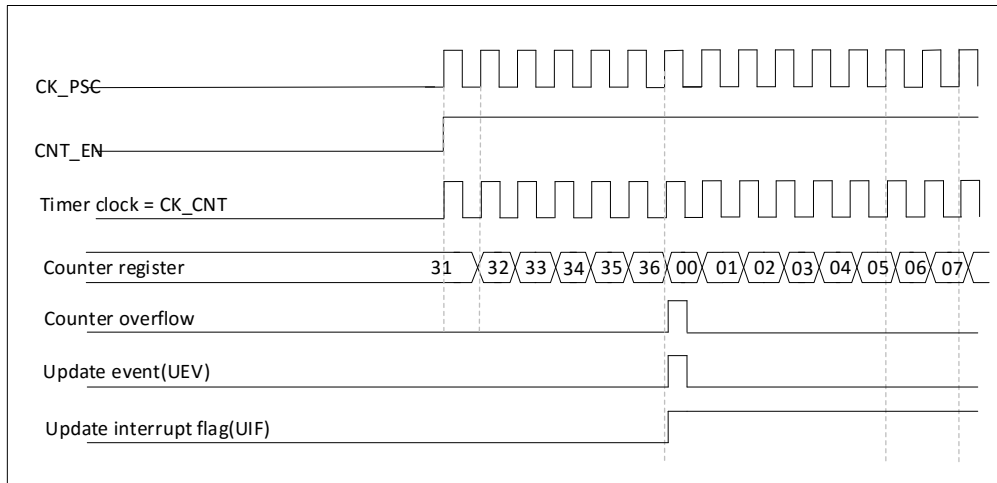 CK_PSC
CNT_EN
Timer clock = CK_CNT
Counter register 31 32 33 34 35 36 00 01 02 03 04 05 06 07
Counter overflow
Update event(UEV)
Update interrupt flag(UIF)